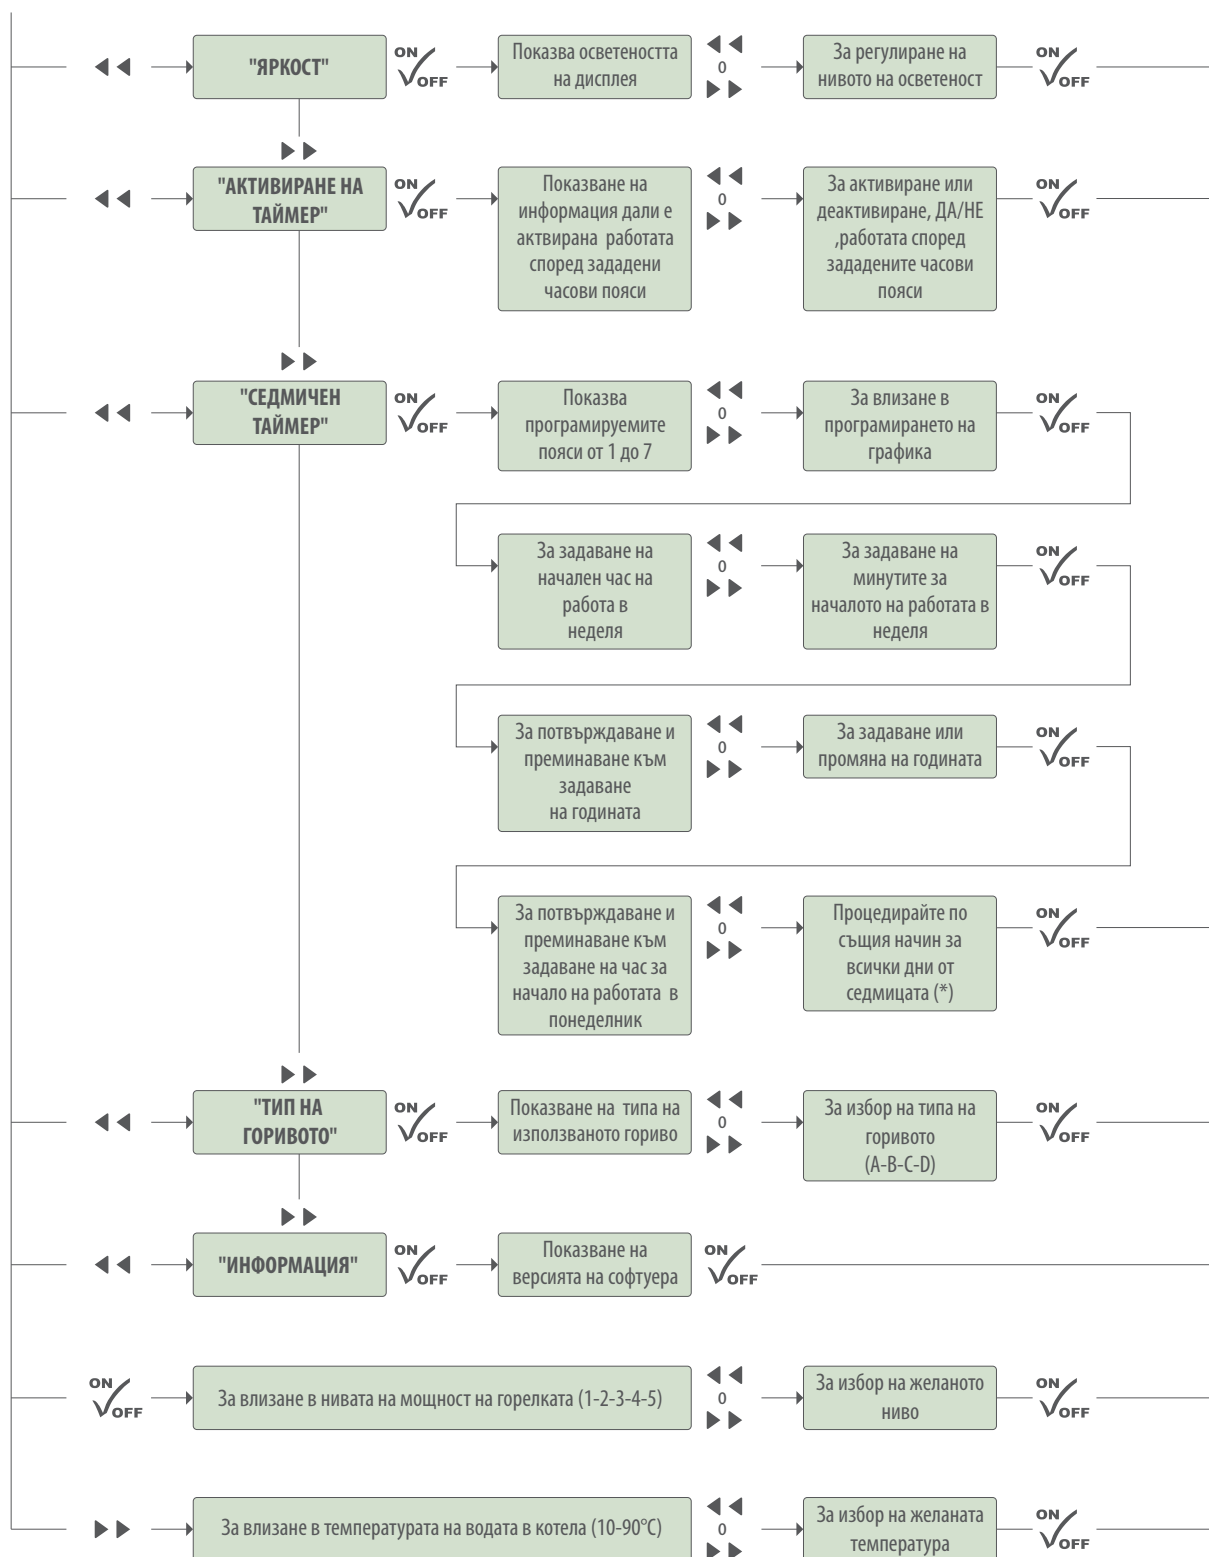 "ЯРКОСТ"
ON
OFF
Показва осветеността
на дисплея
0
За регулиране на
нивото на осветеност
ON
OFF
"АКТИВИРАНЕ НА
ТАЙМЕР"
ON
OFF
Показване на
информация дали е
актвирана работата
според зададени
часови пояси
0
За активиране или
деактивиране, ДА/НЕ
,работата според
зададените часови
пояси
ON
OFF
"СЕДМИЧЕН
ТАЙМЕР"
ON
OFF
Показва
програмируемите
пояси от 1 до 7
0
За влизане в
програмирането на
графика
ON
OFF
За задаване на
начален час на
работа в
неделя
0
За задаване на
минутите за
началото на работата в
неделя
ON
OFF
За потвърждаване и
преминаване към
задаване
на годината
0
За задаване или
промяна на годината
ON
OFF
За потвърждаване и
преминаване към
задаване на час за
начало на работата в
понеделник
0
Процедирайте по
същия начин за
всички дни от
седмицата (*)
ON
OFF
"ТИП НА
ГОРИВОТО"
ON
OFF
Показване на типа на
използваното гориво
0
За избор на типа на
горивото
(A-B-C-D)
ON
OFF
"ИНФОРМАЦИЯ"
ON
OFF
Показване на
версията на софтуера
ON
OFF
ON
OFF
За влизане в нивата на мощност на горелката (1-2-3-4-5)
0
За избор на желаното
ниво
ON
OFF
За влизане в температурата на водата в котела (10-90°C)
0
За избор на желаната
температура
ON
OFF